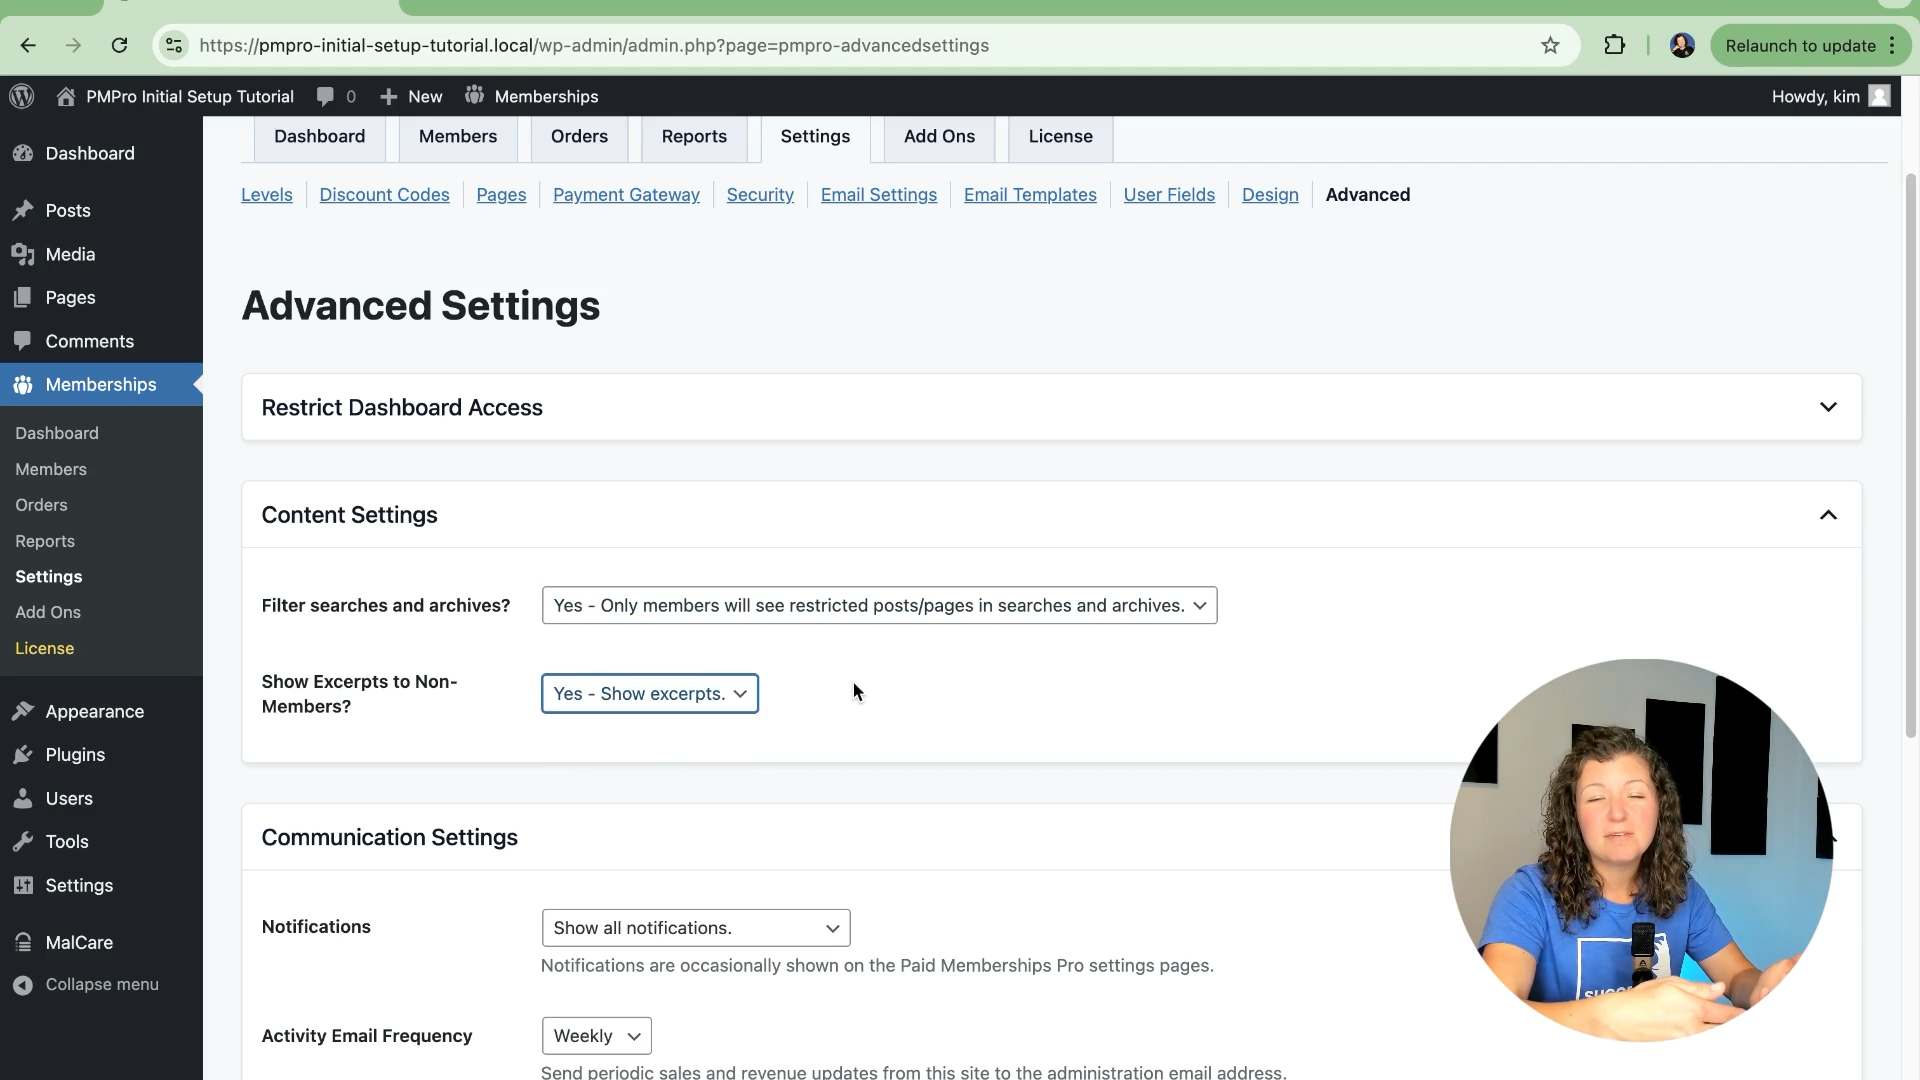 https://pmpro-initial-setup-tutorial.local/wp-admin/admin.php?page=pmpro-advancedsettings
Relaunch to update
PMPro Initial Setup Tutorial
0
New
Memberships
Howdy, kim
Dashboard
Posts
Media
Pages
Comments
Memberships
Dashboard
Members
Orders
Reports
Settings
Add Ons
License
Appearance
Plugins
Users
Tools
Settings
MalCare
Collapse menu
Dashboard
Members
Orders
Reports
Settings
Add Ons
License
Levels
Discount Codes
Pages
Payment Gateway
Security
Email Settings
Email Templates
User Fields
Design
Advanced
Advanced Settings
Restrict Dashboard Access
Content Settings
Filter searches and archives?
Yes - Only members will see restricted posts/pages in searches and archives.
Show Excerpts to Non-
Members?
Yes - Show excerpts.
Communication Settings
Notifications
Show all notifications.
Notifications are occasionally shown on the Paid Memberships Pro settings pages.
Activity Email Frequency
Weekly
Send periodic sales and revenue updates from this site to the administration email address.